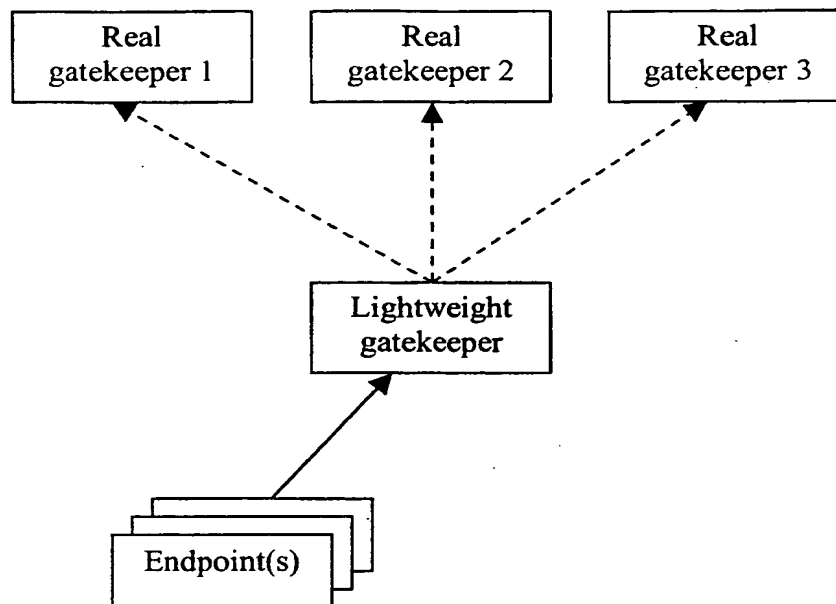 Real
gatekeeper 1
Real
gatekeeper 2
Real
gatekeeper 3
Lightweight
gatekeeper
Endpoint(s)